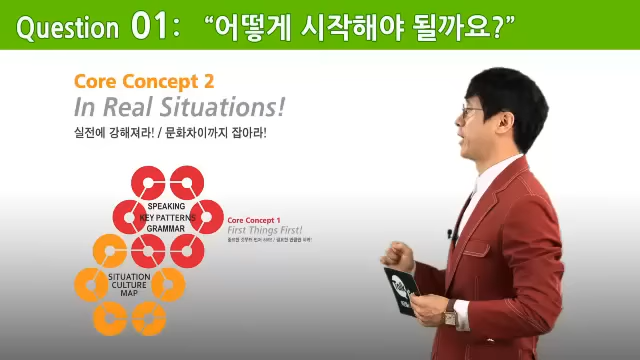 Question 01: “어떻게 시작해야 될까요?”
Core Concept 2
In Real Situations!
실전에 강해져라! / 문화차이까지 잡아라!
SPEAKING
KEY PATTERNS
GRAMMAR
Core Concept 1
First Things First!
SITUATION
CULTURE
MAP
Talk